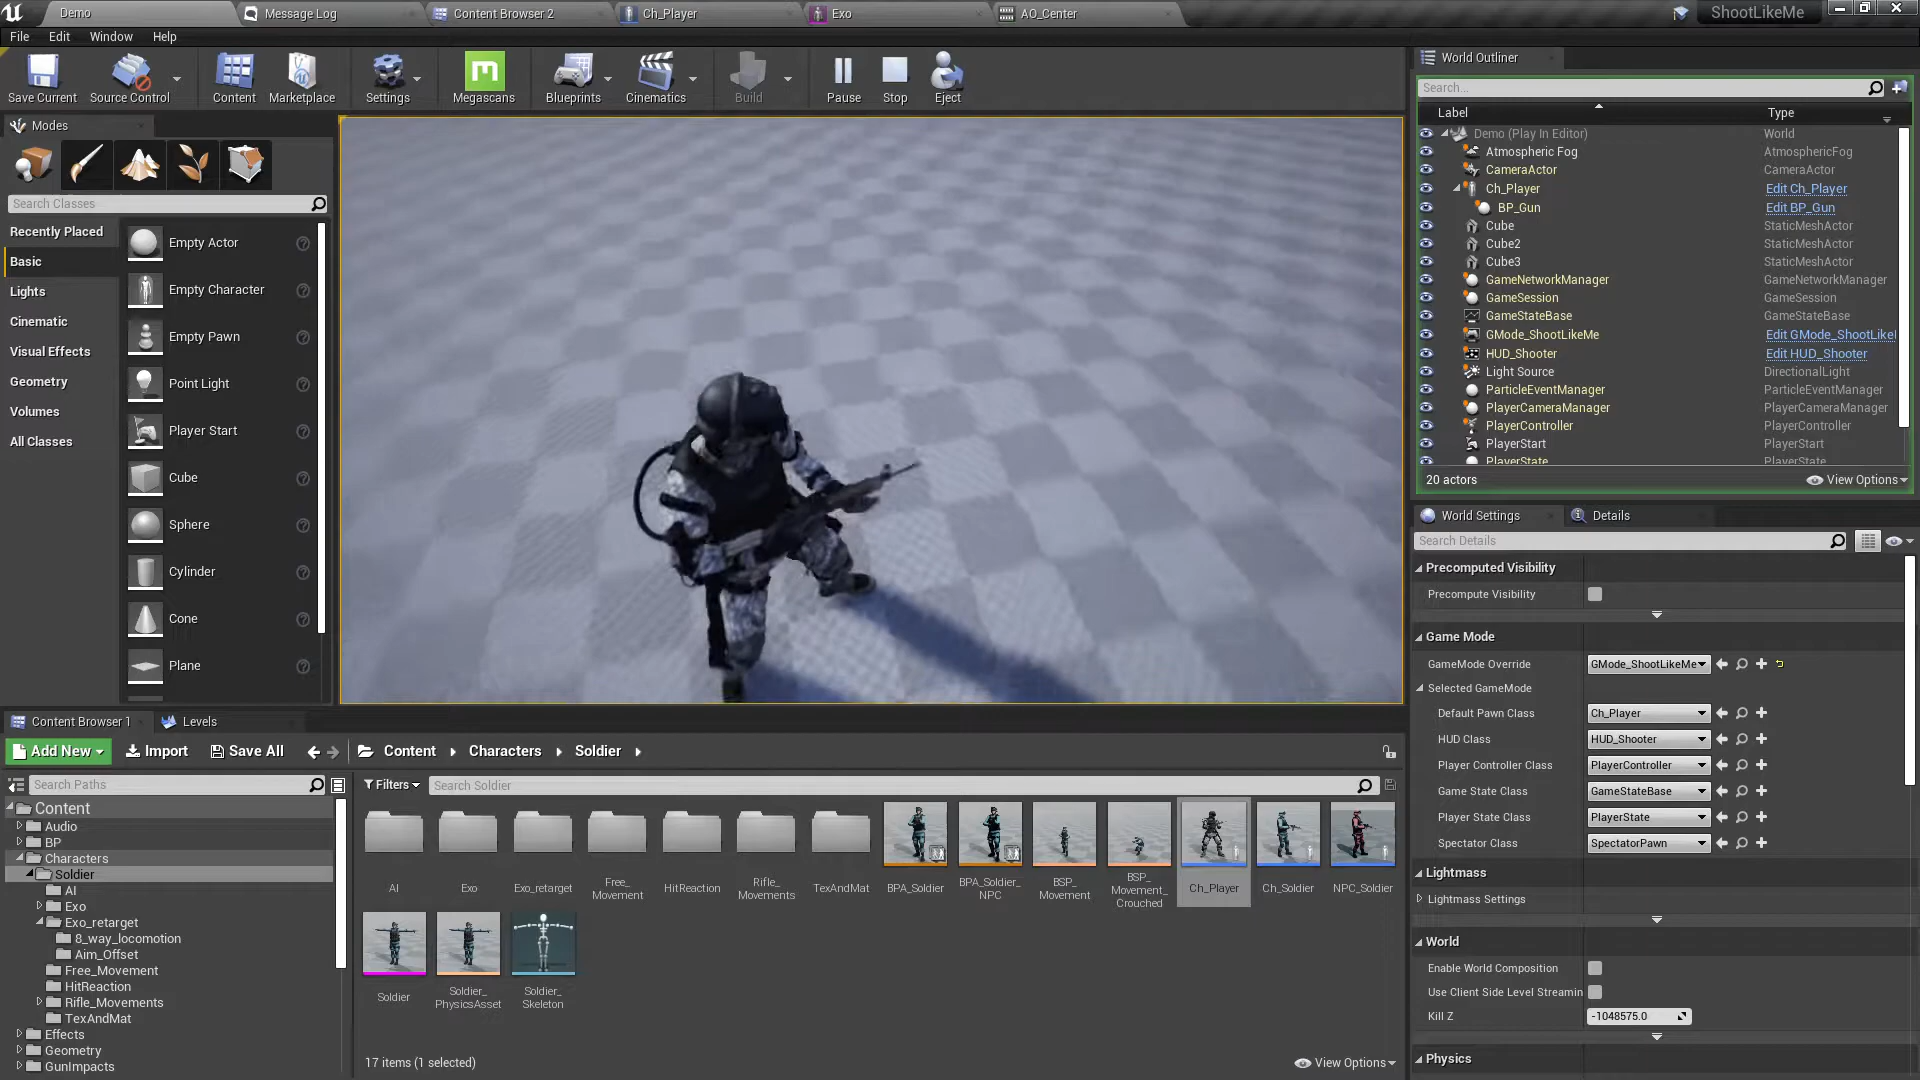 Demo
Message Log
Content Browser 2
Ch_Player
Exo
AO_Center
ShootLikeMe
File
Edit
Window
Help
Save Current
Source Control
Content
Marketplace
Settings
Megascans
Blueprints
Cinematics
Build
Pause
Stop
Eject
Modes
Search Classes
Recently Placed
Basic
Lights
Cinematic
Visual Effects
Geometry
Volumes
All Classes
Empty Actor
Empty Character
Empty Pawn
Point Light
Player Start
Cube
Sphere
Cylinder
Cone
Plane
World Outliner
Search...
Label Type
Demo (Play In Editor) World
Atmospheric Fog AtmosphericFog
CameraActor CameraActor
Ch_Player Edit Ch_Player
BP_Gun Edit BP_Gun
Cube StaticMeshActor
Cube2 StaticMeshActor
Cube3 StaticMeshActor
GameNetworkManager GameNetworkManager
GameSession GameSession
GameStateBase GameStateBase
GMode_ShootLikeMe Edit GMode_ShootLikel
HUD_Shooter Edit HUD_Shooter
Light Source DirectionalLight
ParticleEventManager ParticleEventManager
PlayerCameraManager PlayerCameraManager
PlayerController PlayerController
PlayerStart PlayerStart
PlayerState PlayerState
20 actors View Options
World Settings
Details
Search Details
Precomputed Visibility
Precompute Visibility
Game Mode
GameMode Override GMode_ShootLikeMe
Selected GameMode
Default Pawn Class Ch_Player
HUD Class HUD_Shooter
Player Controller Class PlayerController
Game State Class GameStateBase
Player State Class PlayerState
Spectator Class SpectatorPawn
Lightmass
Lightmass Settings
World
Enable World Composition
Use Client Side Level Streamin
Kill Z -1048575.0
Physics
Content Browser 1
Levels
Add New
Import
Save All
Content
Characters
Soldier
Search Paths
Filters
Search Soldier
Content
Audio
BP
Characters
Soldier
AI
Exo
Exo_retarget
8_way_locomotion
Aim_Offset
Free_Movement
HitReaction
Rifle_Movements
TexAndMat
Effects
Geometry
GunImpacts
AI
Exo
Exo_retarget
Free_
Movement
HitReaction
Rifle_
Movements
TexAndMat
BPA_Soldier
BPA_Soldier_
NPC
BSP_
Movement
BSP_
Movement_
Crouched
Ch_Player
Ch_Soldier
NPC_Soldier
Soldier
Soldier_
PhysicsAsset
Soldier_
Skeleton
17 items (1 selected)
View Options